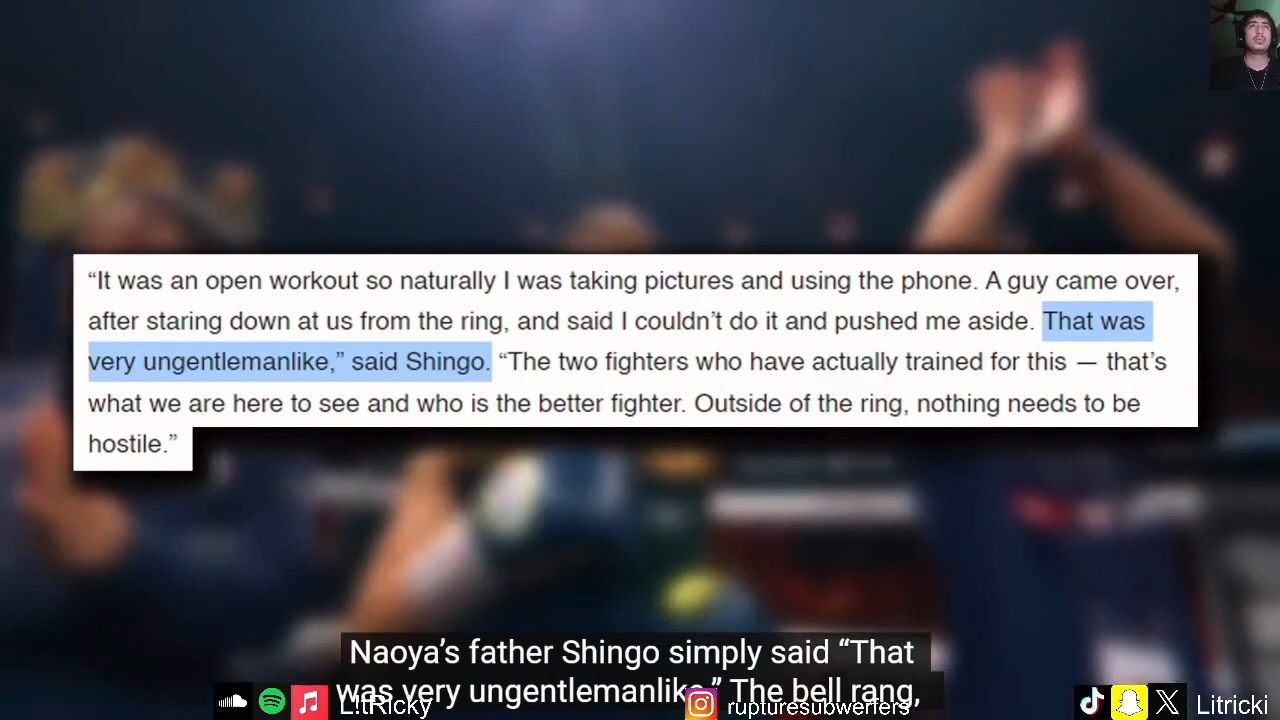 “It was an open workout so naturally I was taking pictures and using the phone. A guy came over,
after staring down at us from the ring, and said I couldn’t do it and pushed me aside. That was
very ungentlemanlike,” said Shingo. “The two fighters who have actually trained for this — that’s
what we are here to see and who is the better fighter. Outside of the ring, nothing needs to be
hostile.”
Naoya’s father Shingo simply said “That
was very ungentlemanlike.” The bell rang,
L!tRicky
rupturesubwerfers
Litricki